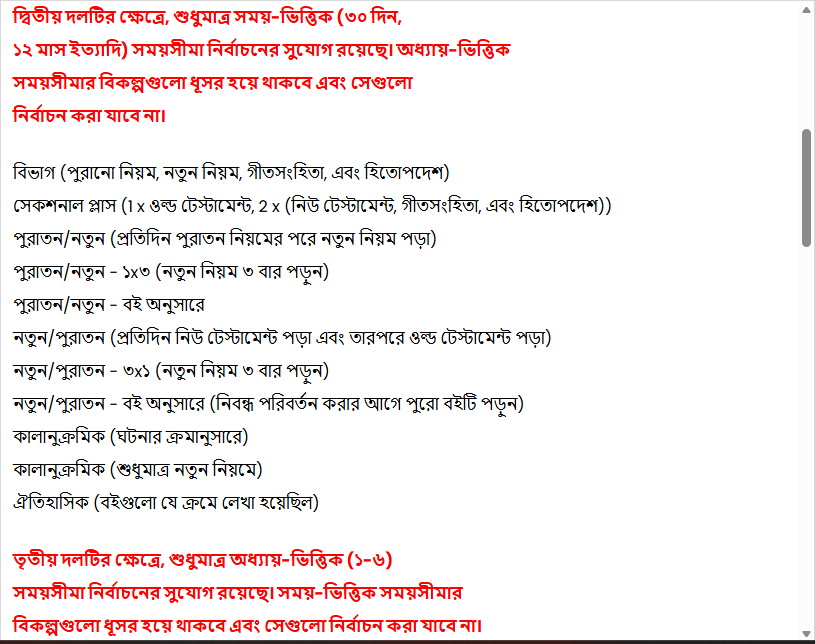 দ্বিতীয় দলটির ক্ষেত্রে, শুধুমাত্র সময়-ভিত্তিক (৩০ দিন,
১২ মাস ইত্যাদি) সময়সীমা নির্বাচনের সুযোগ রয়েছে। অধ্যায়-ভিত্তিক
সময়সীমার বিকল্পগুলো ধূসর হয়ে থাকবে এবং সেগুলো
নির্বাচন করা যাবে না।
বিভাগ (পুরানো নিয়ম, নতুন নিয়ম, গীতসংহিতা, এবং হিতোপদেশ)
সেকশনাল প্লাস (1 x ওল্ড টেস্টামেন্ট, 2 x (নিউ টেস্টামেন্ট, গীতসংহিতা, এবং হিতোপদেশ))
পুরাতন/নতুন (প্রতিদিন পুরাতন নিয়মের পরে নতুন নিয়ম পড়া)
পুরাতন/নতুন - ১x৩ (নতুন নিয়ম ৩ বার পড়ুন)
পুরাতন/নতুন - বই অনুসারে
নতুন/পুরাতন (প্রতিদিন নিউ টেস্টামেন্ট পড়া এবং তারপরে ওল্ড টেস্টামেন্ট পড়া)
নতুন/পুরাতন - ৩x১ (নতুন নিয়ম ৩ বার পড়ুন)
নতুন/পুরাতন - বই অনুসারে (নিবন্ধ পরিবর্তন করার আগে পুরো বইটি পড়ুন)
কালানুক্রমিক (ঘটনার ক্রমানুসারে)
কালানুক্রমিক (শুধুমাত্র নতুন নিয়মে)
ঐতিহাসিক (বইগুলো যে ক্রমে লেখা হয়েছিল)
তৃতীয় দলটির ক্ষেত্রে, শুধুমাত্র অধ্যায়-ভিত্তিক (১-৬)
সময়সীমা নির্বাচনের সুযোগ রয়েছে। সময়-ভিত্তিক সময়সীমার
বিকল্পগুলো ধূসর হয়ে থাকবে এবং সেগুলো নির্বাচন করা যাবে না।